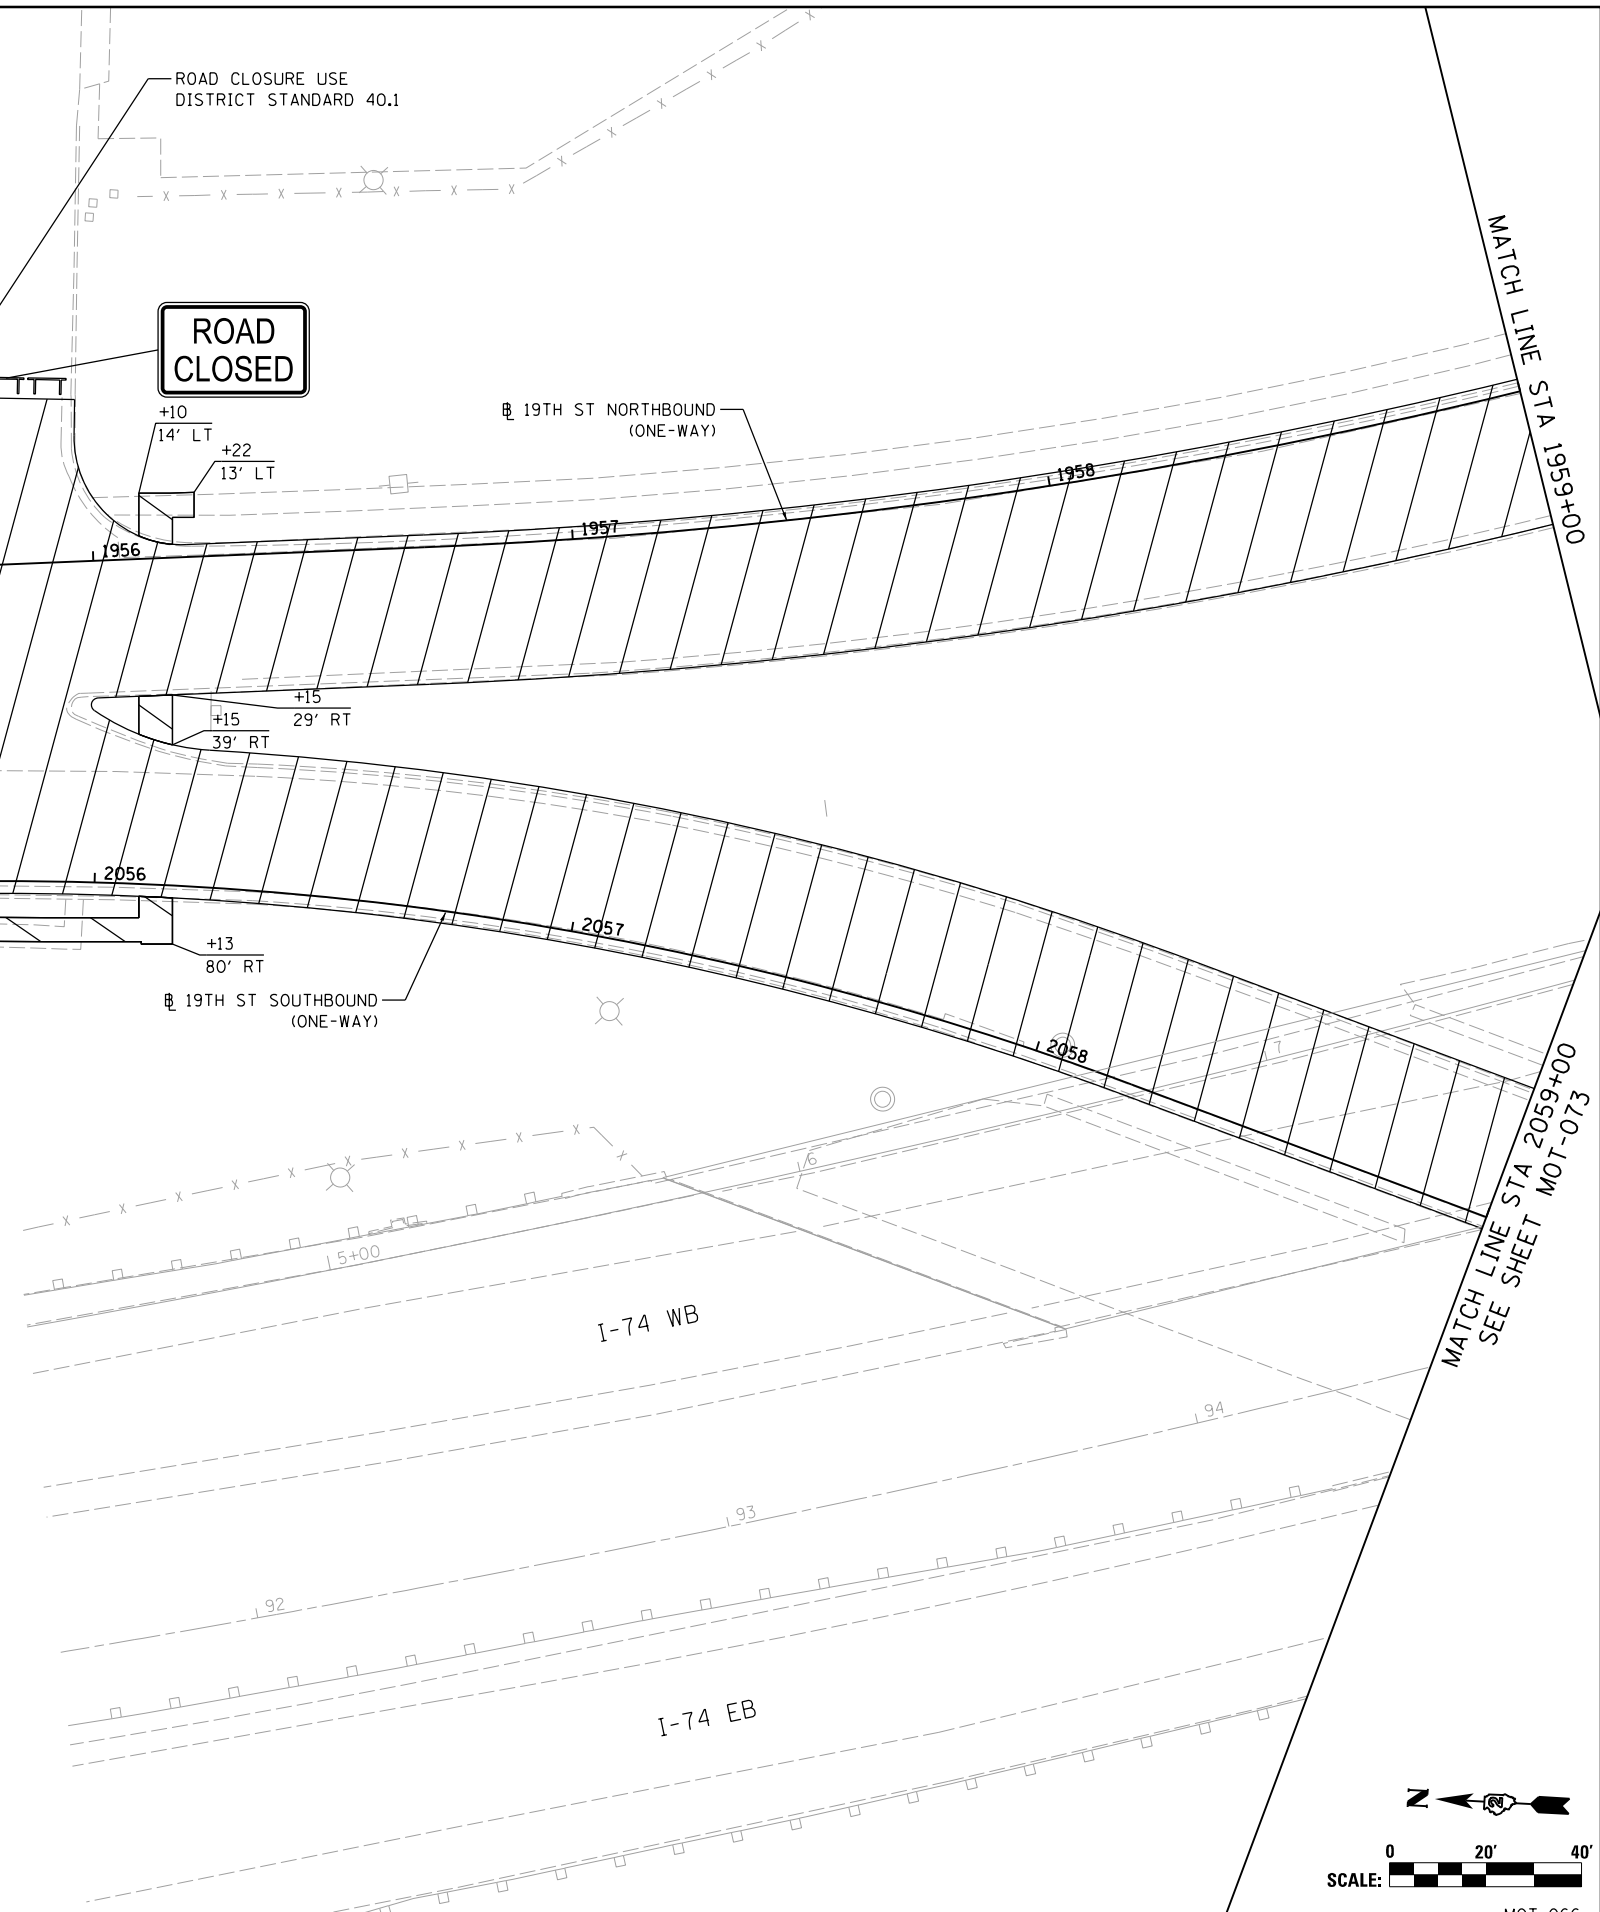 ROAD CLOSURE USE
DISTRICT STANDARD 40.1
MATCH LINE STA 1959+00
ROAD
CLOSED
+10
14' LT
+22
13' LT
℄ 19TH ST NORTHBOUND
(ONE-WAY)
1956
1957
1958
+15
29' RT
+15
39' RT
2056
2057
2058
+13
80' RT
19TH ST SOUTHBOUND
(ONE-WAY)
7
6
MATCH LINE STA 2059+00
SEE SHEET MOT-073
5+00
I-74 WB
94
93
92
I-74 EB
N
2
0 20' 40'
SCALE: